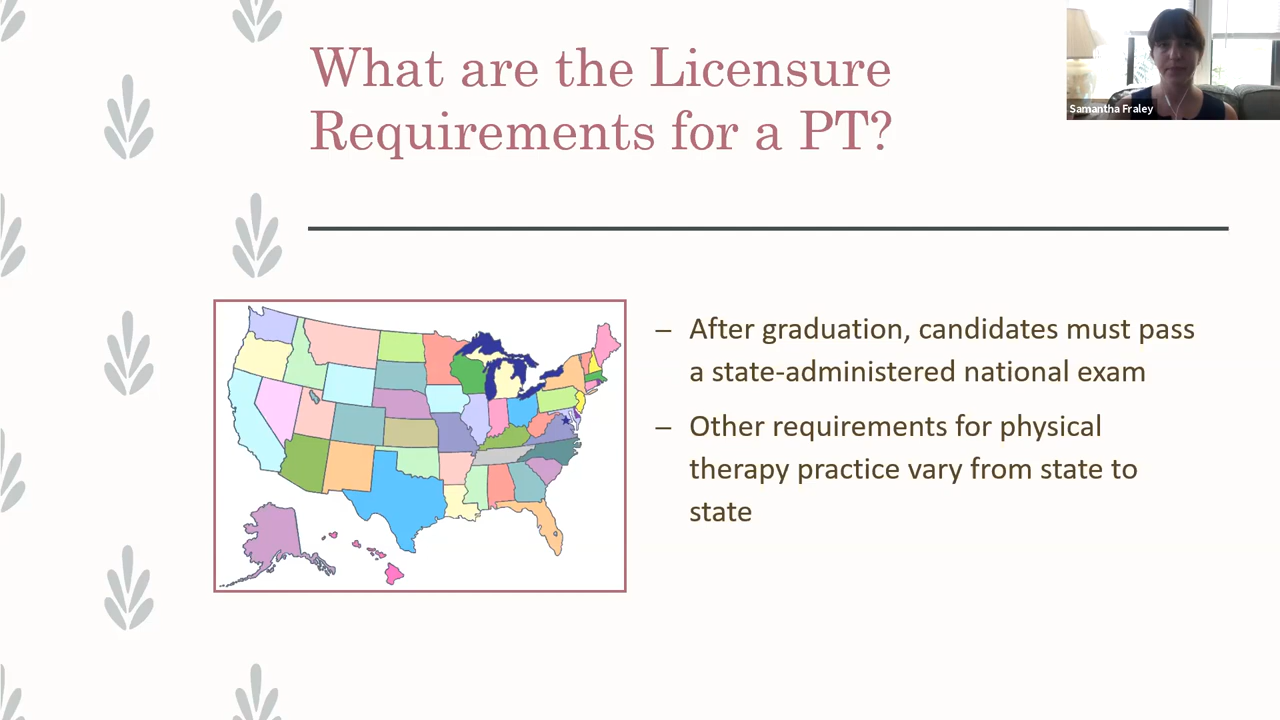 What are the Licensure
Requirements for a PT?
Samantha Fraley
– After graduation, candidates must pass
a state-administered national exam
– Other requirements for physical
therapy practice vary from state to
state